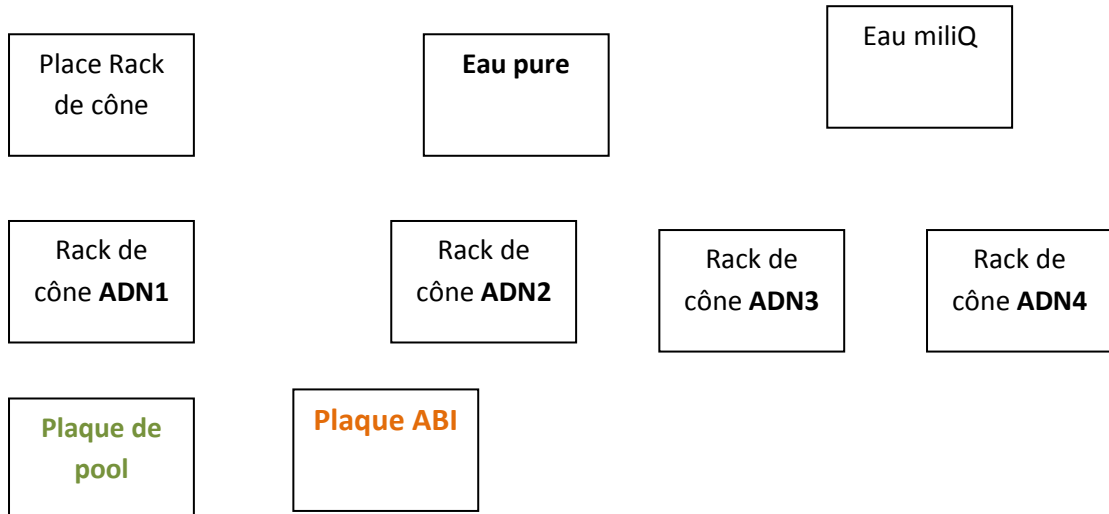 Place Rack
de cône
Eau pure
Eau miliQ
Rack de
cône ADN1
Rack de
cône ADN2
Rack de
cône ADN3
Rack de
cône ADN4
Plaque de
pool
Plaque ABI